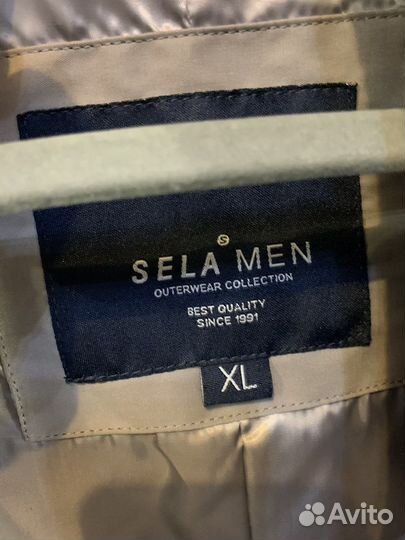 S
SELA MEN
OUTERWEAR COLLECTION
BEST QUALITY
SINCE 1991
XL
Avito